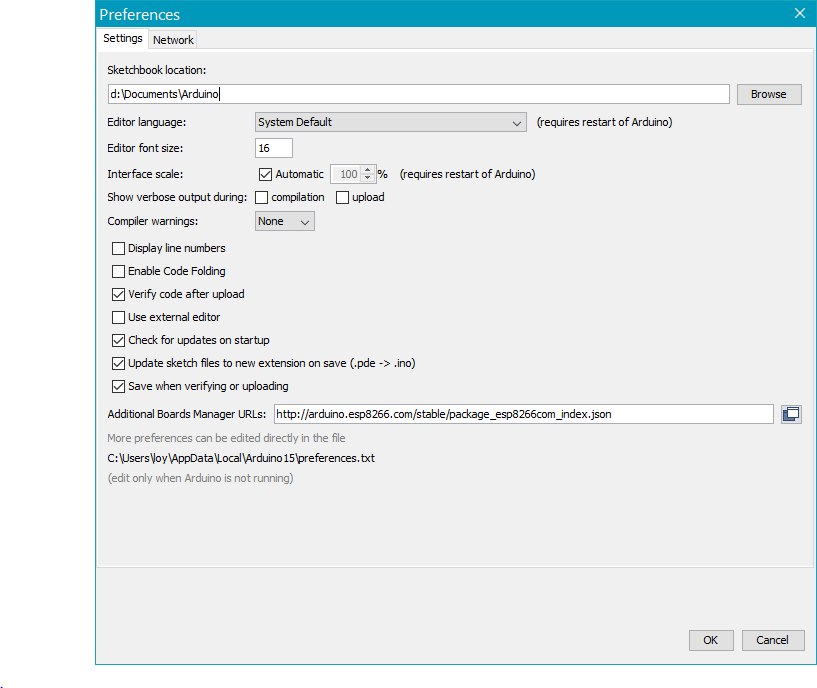 Preferences
Settings Network
Sketchbook location:
d:\Documents\Arduino Browse
Editor language: System Default (requires restart of Arduino)
Editor font size: 16
Interface scale: Automatic 100 % (requires restart of Arduino)
Show verbose output during: compilation upload
Compiler warnings: None
Display line numbers
Enable Code Folding
Verify code after upload
Use external editor
Check for updates on startup
Update sketch files to new extension on save (.pde -> .ino)
Save when verifying or uploading
Additional Boards Manager URLs: http://arduino.esp8266.com/stable/package_esp8266com_index.json
More preferences can be edited directly in the file
C:\Users\loy\AppData\Local\Arduino15\preferences.txt
(edit only when Arduino is not running)
OK Cancel
.